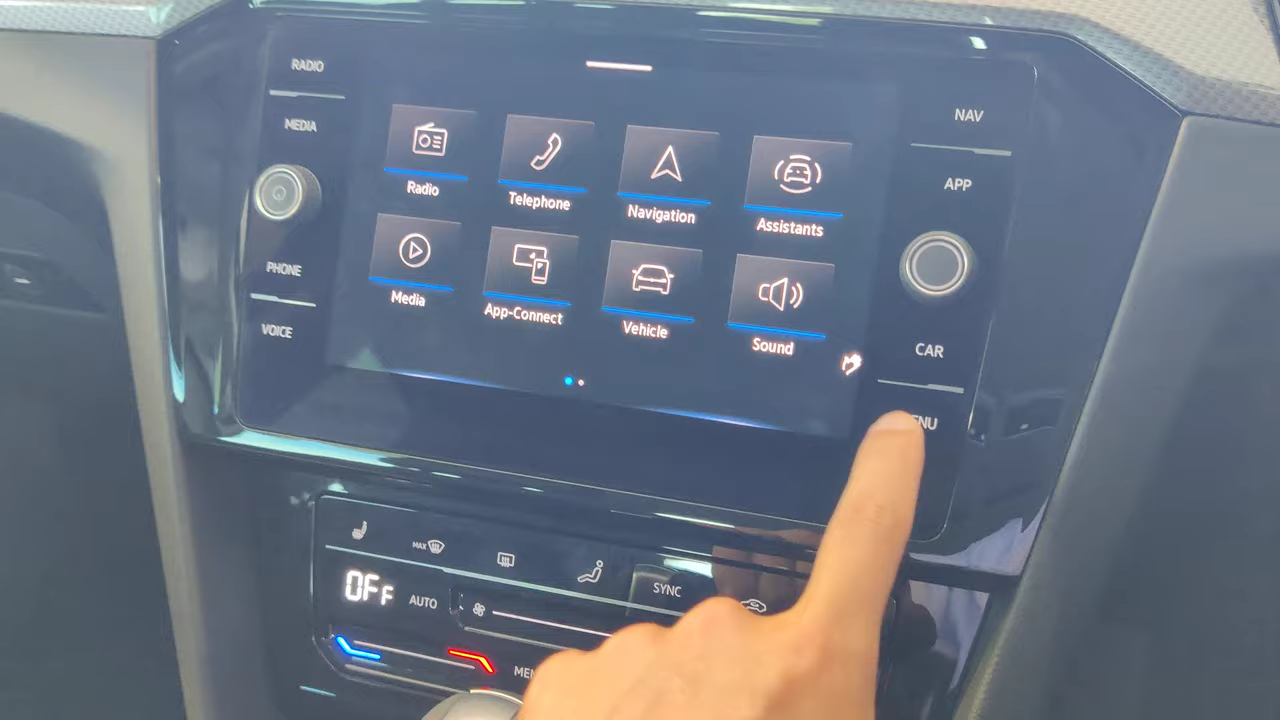 RADIO
MEDIA
PHONE
VOICE
Radio
Telephone
Navigation
Assistants
Media
App-Connect
Vehicle
Sound
NAV
APP
CAR
MAX
SYNC
OFF
AUTO